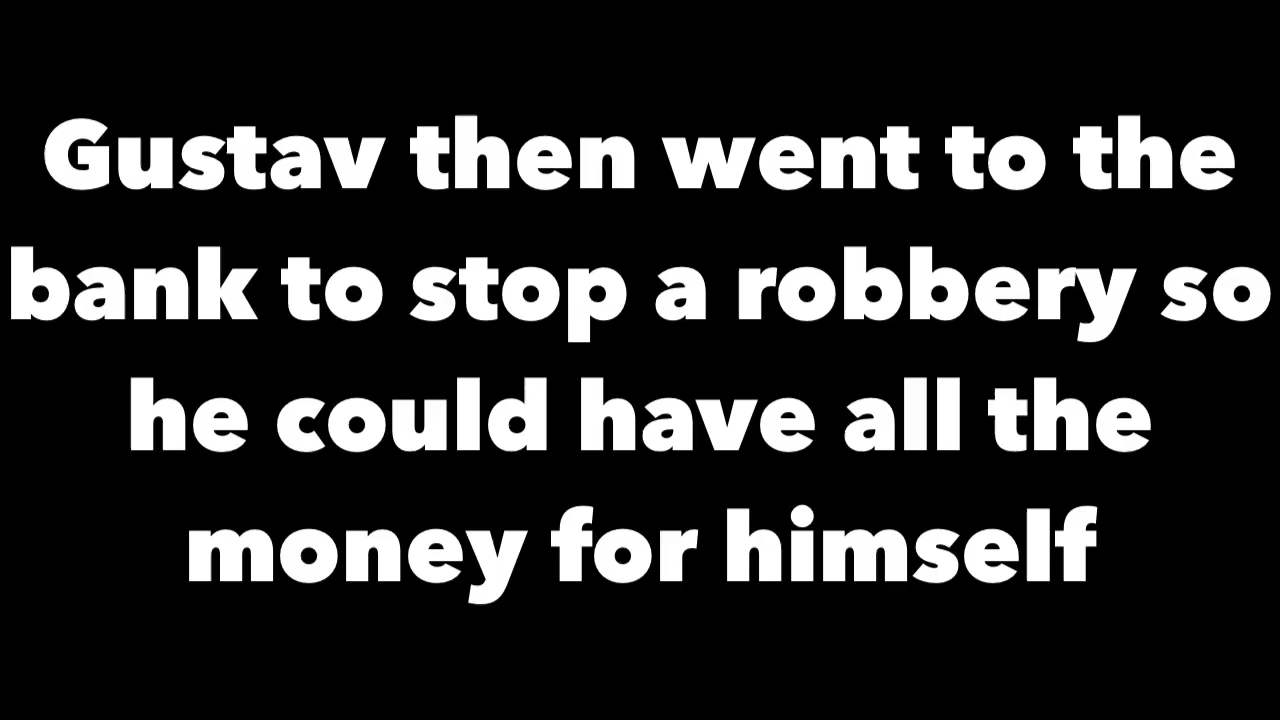 Gustav then went to the
bank to stop a robbery so
he could have all the
money for himself